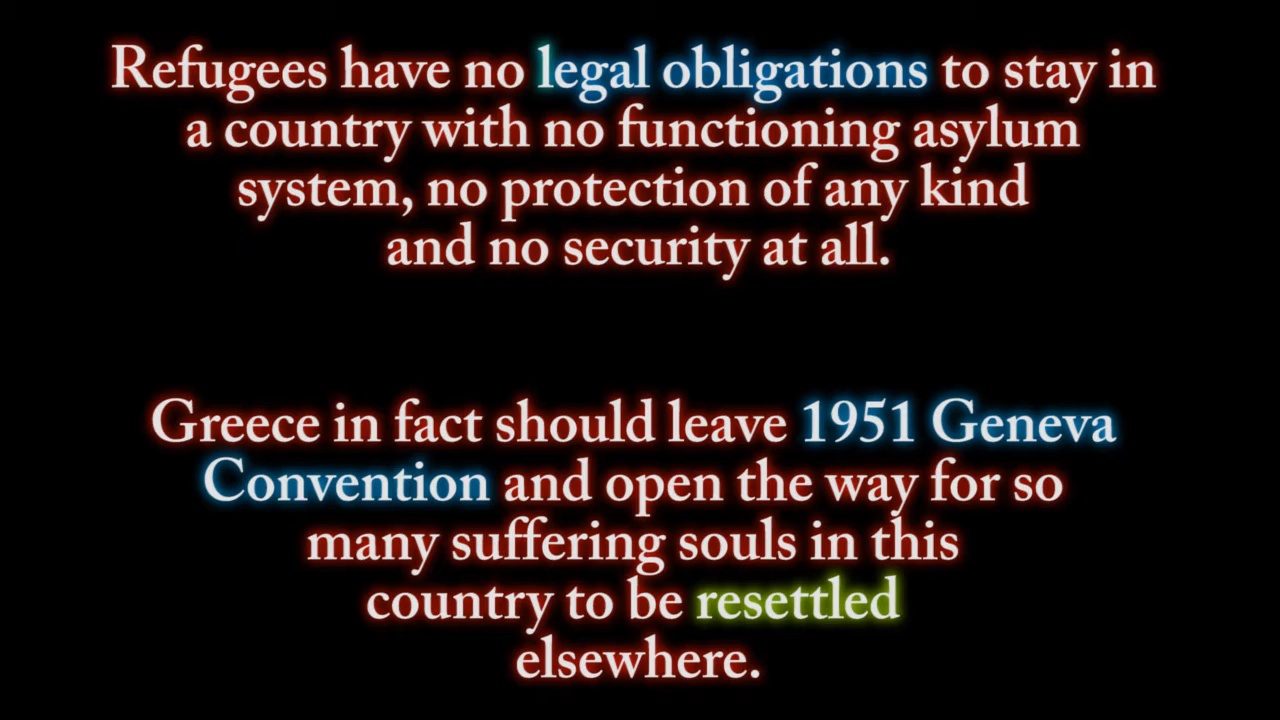 Refugees have no legal obligations to stay in
a country with no functioning asylum
system, no protection of any kind
and no security at all.
Greece in fact should leave 1951 Geneva
Convention and open the way for so
many suffering souls in this
country to be resettled
elsewhere.